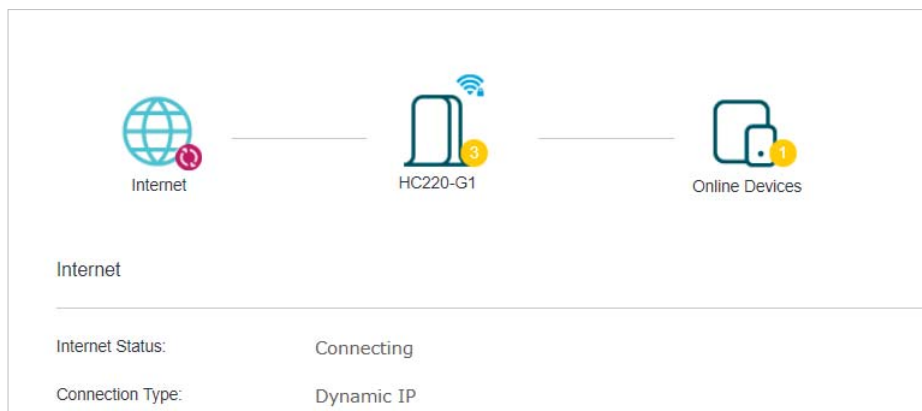 3
1
Internet
HC220-G1
Online Devices
Internet
Internet Status: Connecting
Connection Type: Dynamic IP